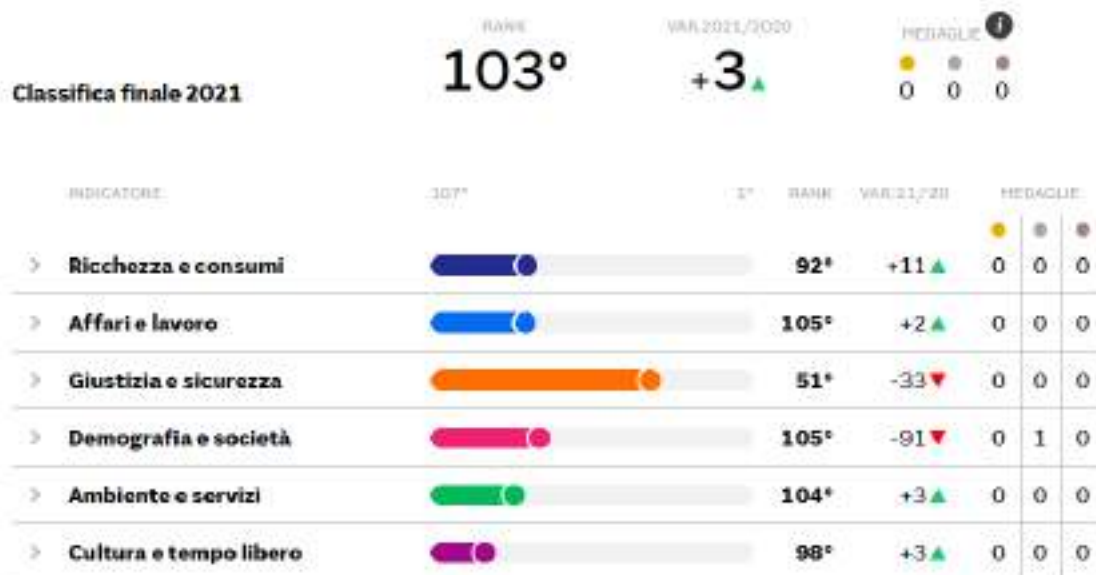 RANK VAR.2021/2020 MEDAGLIE i
Classifica finale 2021 103° +3 0 0 0
INDICATORE 107° 1° RANK VAR.21/'20 MEDAGLIE
> Ricchezza e consumi 92° +11 0 0 0
> Affari e lavoro 105° +2 0 0 0
> Giustizia e sicurezza 51° -33 0 0 0
> Demografia e società 105° -91 0 1 0
> Ambiente e servizi 104° +3 0 0 0
> Cultura e tempo libero 98° +3 0 0 0